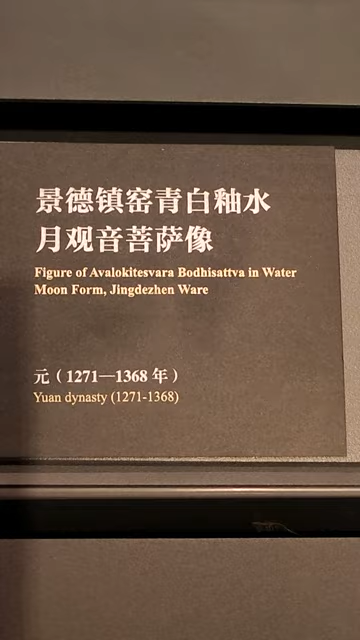 景德镇窑青白釉水
月观音菩萨像
Figure of Avalokitesvara Bodhisattva in Water
Moon Form, Jingdezhen Ware
元（1271—1368 年）
Yuan dynasty (1271-1368)